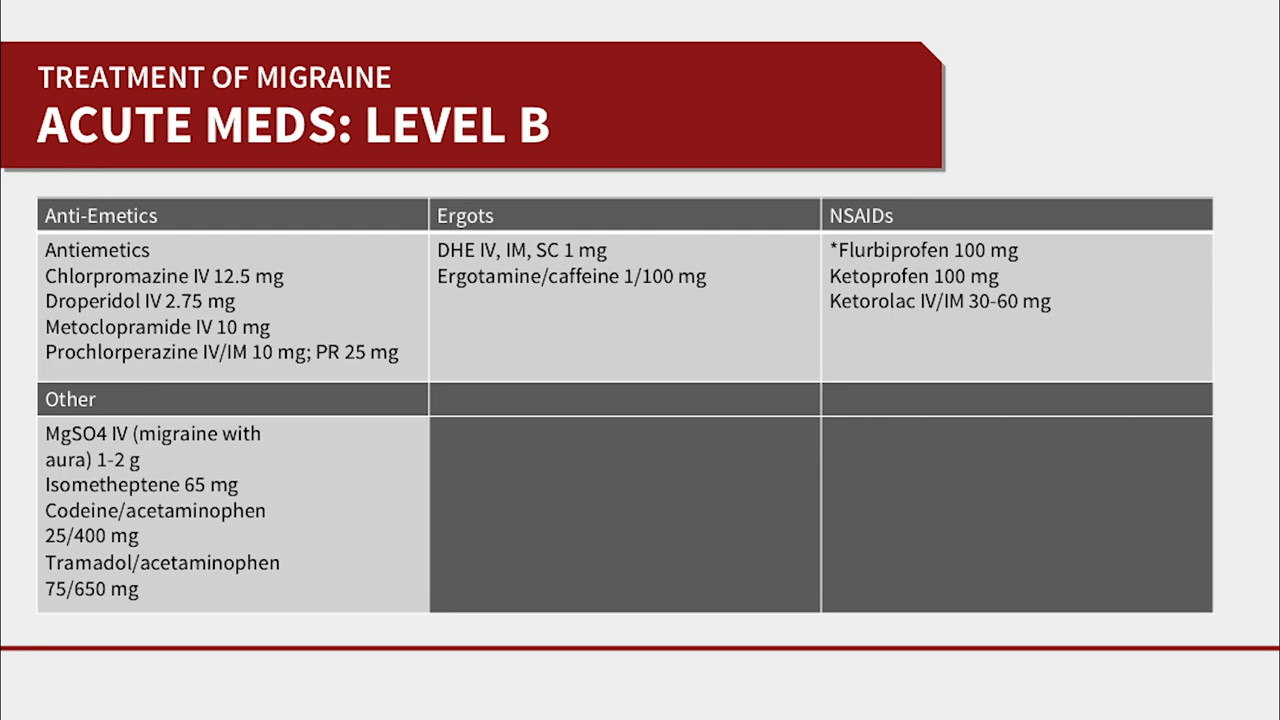 TREATMENT OF MIGRAINE
ACUTE MEDS: LEVEL B
Anti-Emetics
Ergots
NSAIDs
Antiemetics
Chlorpromazine IV 12.5 mg
Droperidol IV 2.75 mg
Metoclopramide IV 10 mg
Prochlorperazine IV/IM 10 mg; PR 25 mg
DHE IV, IM, SC 1 mg
Ergotamine/caffeine 1/100 mg
*Flurbiprofen 100 mg
Ketoprofen 100 mg
Ketorolac IV/IM 30-60 mg
Other
MgSO4 IV (migraine with
aura) 1-2 g
Isometheptene 65 mg
Codeine/acetaminophen
25/400 mg
Tramadol/acetaminophen
75/650 mg